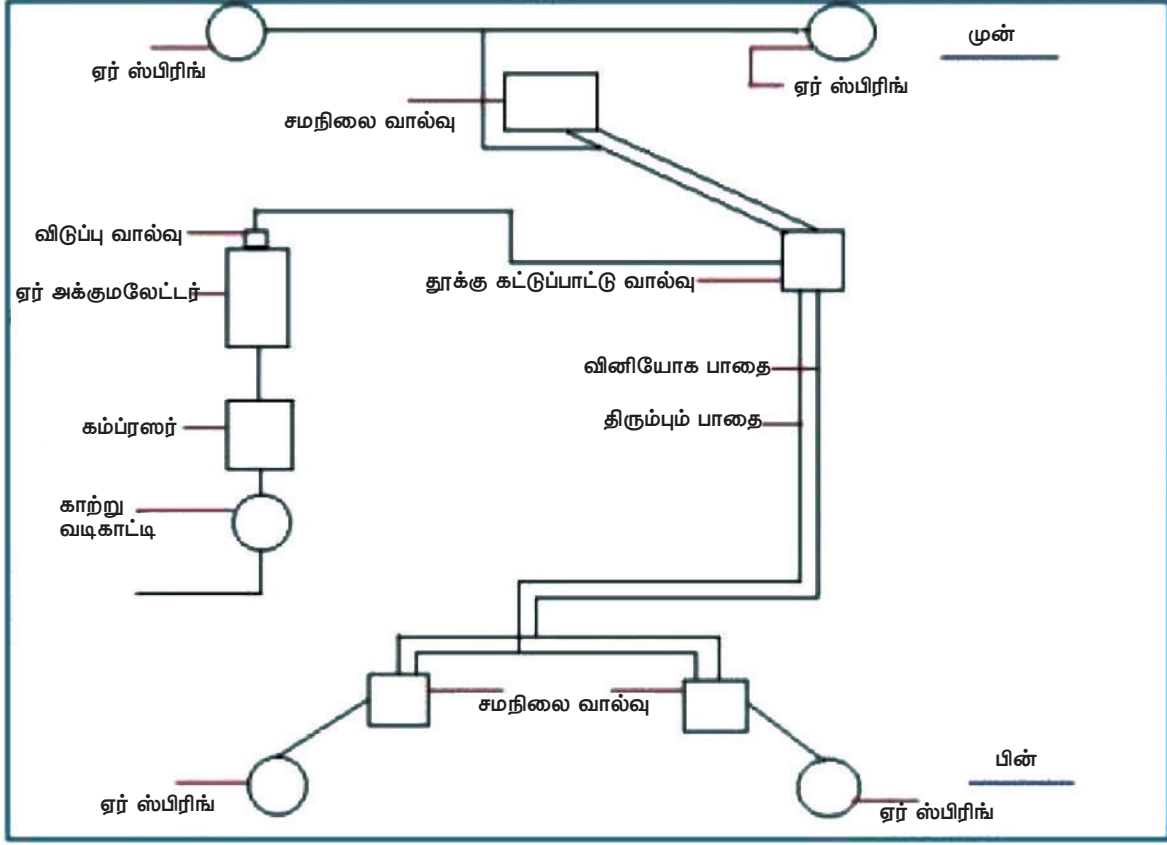 முன்
ஏர் ஸ்பிரிங்
ஏர் ஸ்பிரிங்
சமநிலை வால்வு
விடுப்பு வால்வு
ஏர் அக்குமலேட்டர்
தூக்கு கட்டுப்பாட்டு வால்வு
வினியோக பாதை
திரும்பும் பாதை
கம்ப்ரஸர்
காற்று
வடிகாட்டி
சமநிலை வால்வு
பின்
ஏர் ஸ்பிரிங்
ஏர் ஸ்பிரிங்